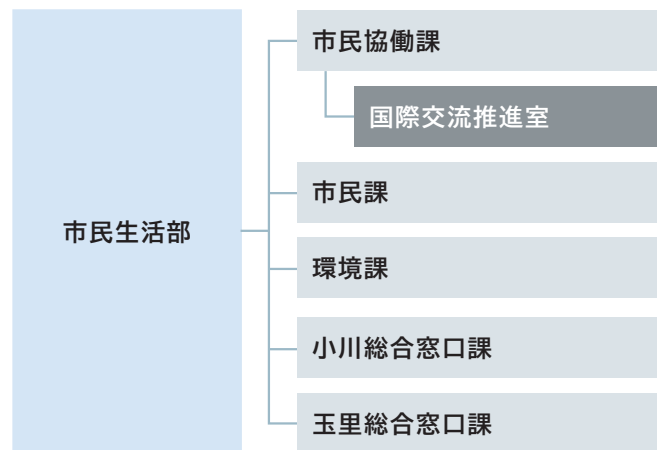 市民生活部
市民協働課
国際交流推進室
市民課
環境課
小川総合窓口課
玉里総合窓口課